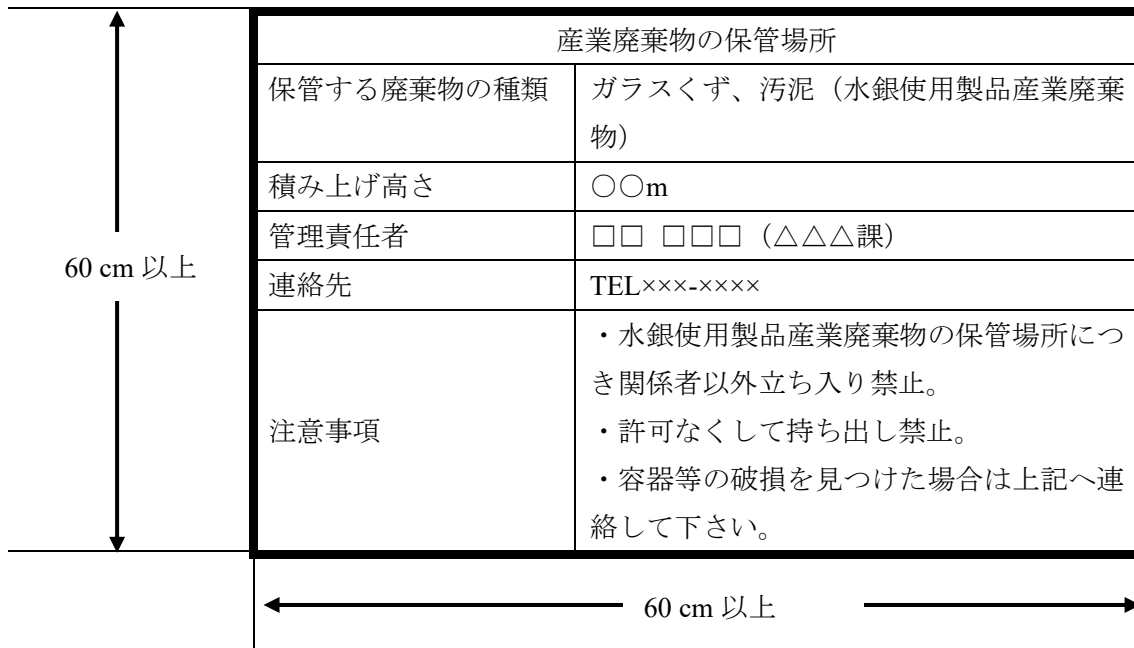 産業廃棄物の保管場所
保管する廃棄物の種類
ガラスくず、汚泥（水銀使用製品産業廃棄
物）
積み上げ高さ
○○m
管理責任者
□□ □□□（△△△課）
連絡先
TEL×××-××××
注意事項
・水銀使用製品産業廃棄物の保管場所につ
き関係者以外立ち入り禁止。
・許可なくして持ち出し禁止。
・容器等の破損を見つけた場合は上記へ連
絡して下さい。
60 cm 以上
60 cm 以上